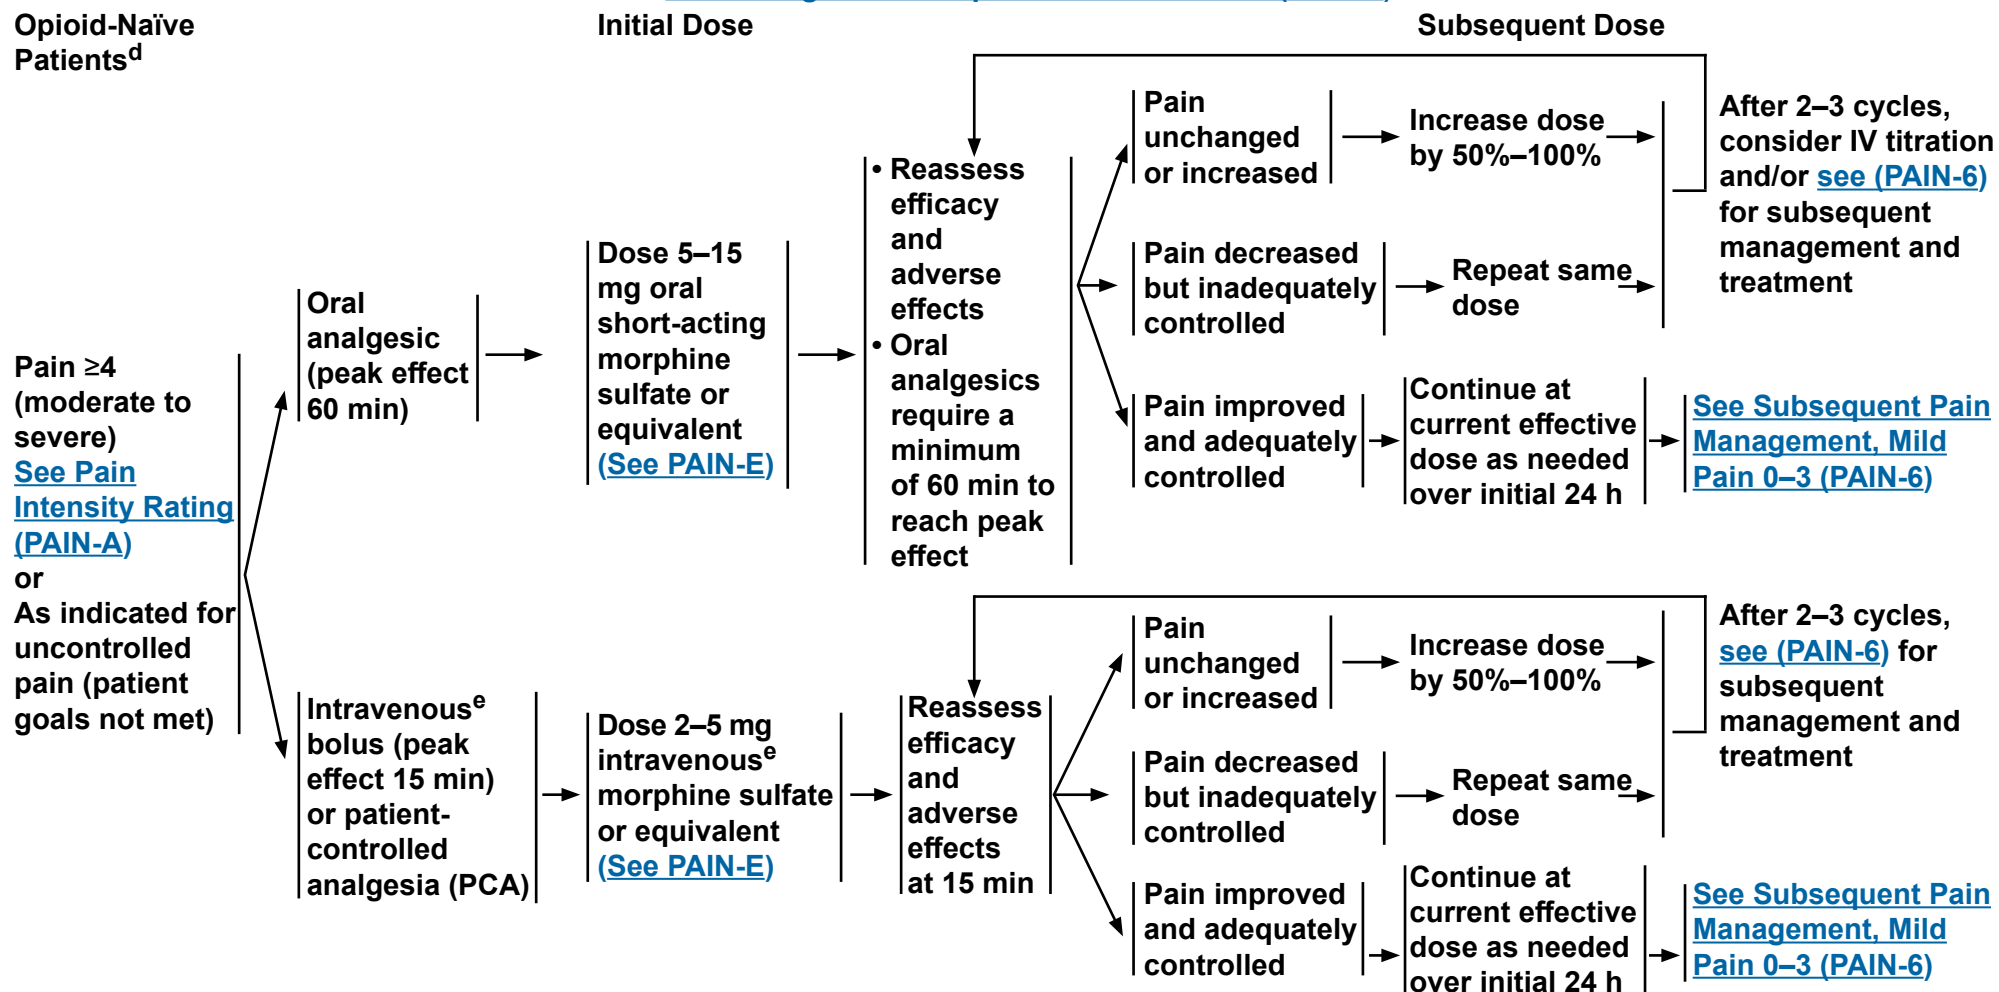 Opioid-Naïve
Patientsd
Initial Dose
Subsequent Dose
Pain ≥4
(moderate to
severe)
See Pain
Intensity Rating
(PAIN-A)
or
As indicated for
uncontrolled
pain (patient
goals not met)
Oral
analgesic
(peak effect
60 min)
Dose 5–15
mg oral
short-acting
morphine
sulfate or
equivalent
(See PAIN-E)
• Reassess
efficacy
and
adverse
effects
• Oral
analgesics
require a
minimum
of 60 min to
reach peak
effect
Pain
unchanged
or increased
Increase dose
by 50%–100%
Pain decreased
but inadequately
controlled
Repeat same
dose
After 2–3 cycles,
consider IV titration
and/or see (PAIN-6)
for subsequent
management and
treatment
Pain improved
and adequately
controlled
Continue at
current effective
dose as needed
over initial 24 h
See Subsequent Pain
Management, Mild
Pain 0–3 (PAIN-6)
Intravenouse
bolus (peak
effect 15 min)
or patient-
controlled
analgesia (PCA)
Dose 2–5 mg
intravenouse
morphine sulfate
or equivalent
(See PAIN-E)
Reassess
efficacy
and
adverse
effects
at 15 min
Pain
unchanged
or increased
Increase dose
by 50%–100%
Pain decreased
but inadequately
controlled
Repeat same
dose
After 2–3 cycles,
see (PAIN-6) for
subsequent
management and
treatment
Pain improved
and adequately
controlled
Continue at
current effective
dose as needed
over initial 24 h
See Subsequent Pain
Management, Mild
Pain 0–3 (PAIN-6)